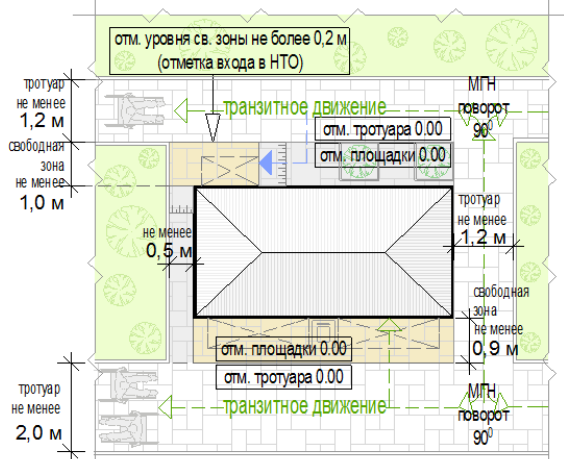 отм. уровня св. зоны не более 0,2 м
(отметка входа в НТО)
тротуар
не менее
1,2 м
транзитное движение
МГН
поворот
90⁰
отм. тротуара 0.00
отм. площадки 0.00
свободная
зона
не менее
1,0 м
тротуар
не менее
1,2 м
не менее
0,5 м
свободная
зона
не менее
0,9 м
отм. площадки 0.00
отм. тротуара 0.00
тротуар
не менее
2,0 м
транзитное движение
МГН
поворот
90⁰